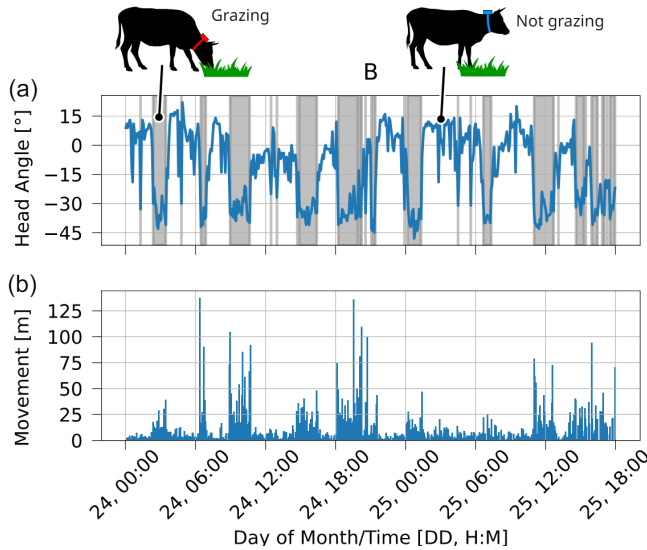 Grazing
Not grazing
B
(a)
Head Angle [°]
15
0
−15
−30
−45
(b)
Movement [m]
125
100
75
50
25
0
24, 00:00
24, 06:00
24, 12:00
24, 18:00
25, 00:00
25, 06:00
25, 12:00
25, 18:00
Day of Month/Time [DD, H:M]